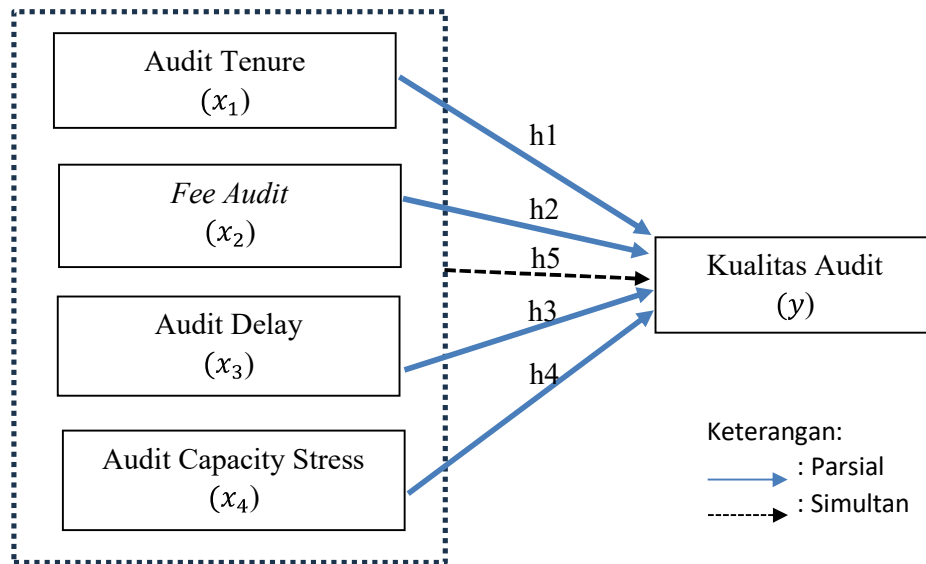 Audit Tenure
(𝑥₁)
h1
Fee Audit
(𝑥₂)
h2
h5
Kualitas Audit
(𝑦)
Audit Delay
(𝑥₃)
h3
h4
Audit Capacity Stress
(𝑥₄)
Keterangan:
: Parsial
: Simultan